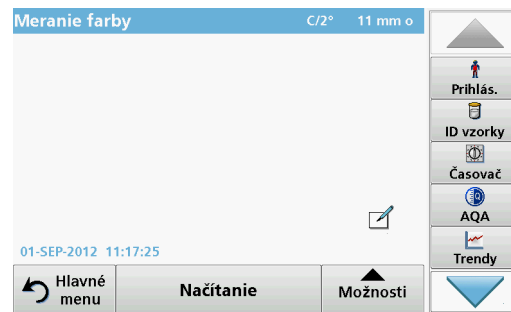 Meranie farby C/2° 11 mm o
Prihlás.
ID vzorky
Časovač
AQA
Trendy
01-SEP-2012 11:17:25
Hlavné
menu
Načítanie
Možnosti